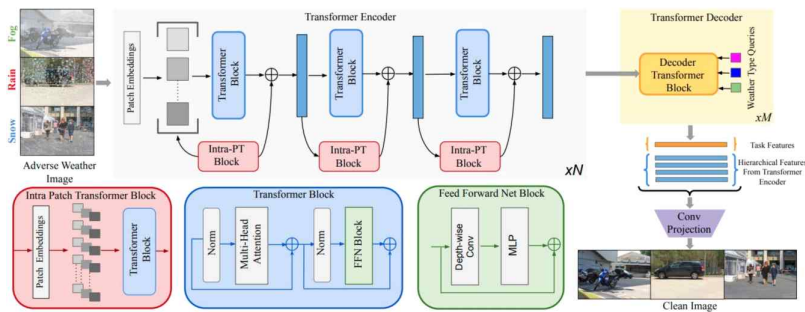 Fog
Rain
Snow
Adverse Weather
Image
Transformer Encoder
Patch Embeddings
Transformer
Block
Transformer
Block
Transformer
Block
Intra-PT
Block
Intra-PT
Block
Intra-PT
Block
xN
Transformer Decoder
Decoder
Transformer
Block
Weather Type Queries
xM
Task Features
Hierarchical Features
From Transformer
Encoder
Conv
Projection
Clean Image
Intra Patch Transformer Block
Patch Embeddings
Transformer
Block
Transformer Block
Norm
Multi-Head
Attention
Norm
FFN Block
Feed Forward Net Block
Depth-wise
Conv
MLP